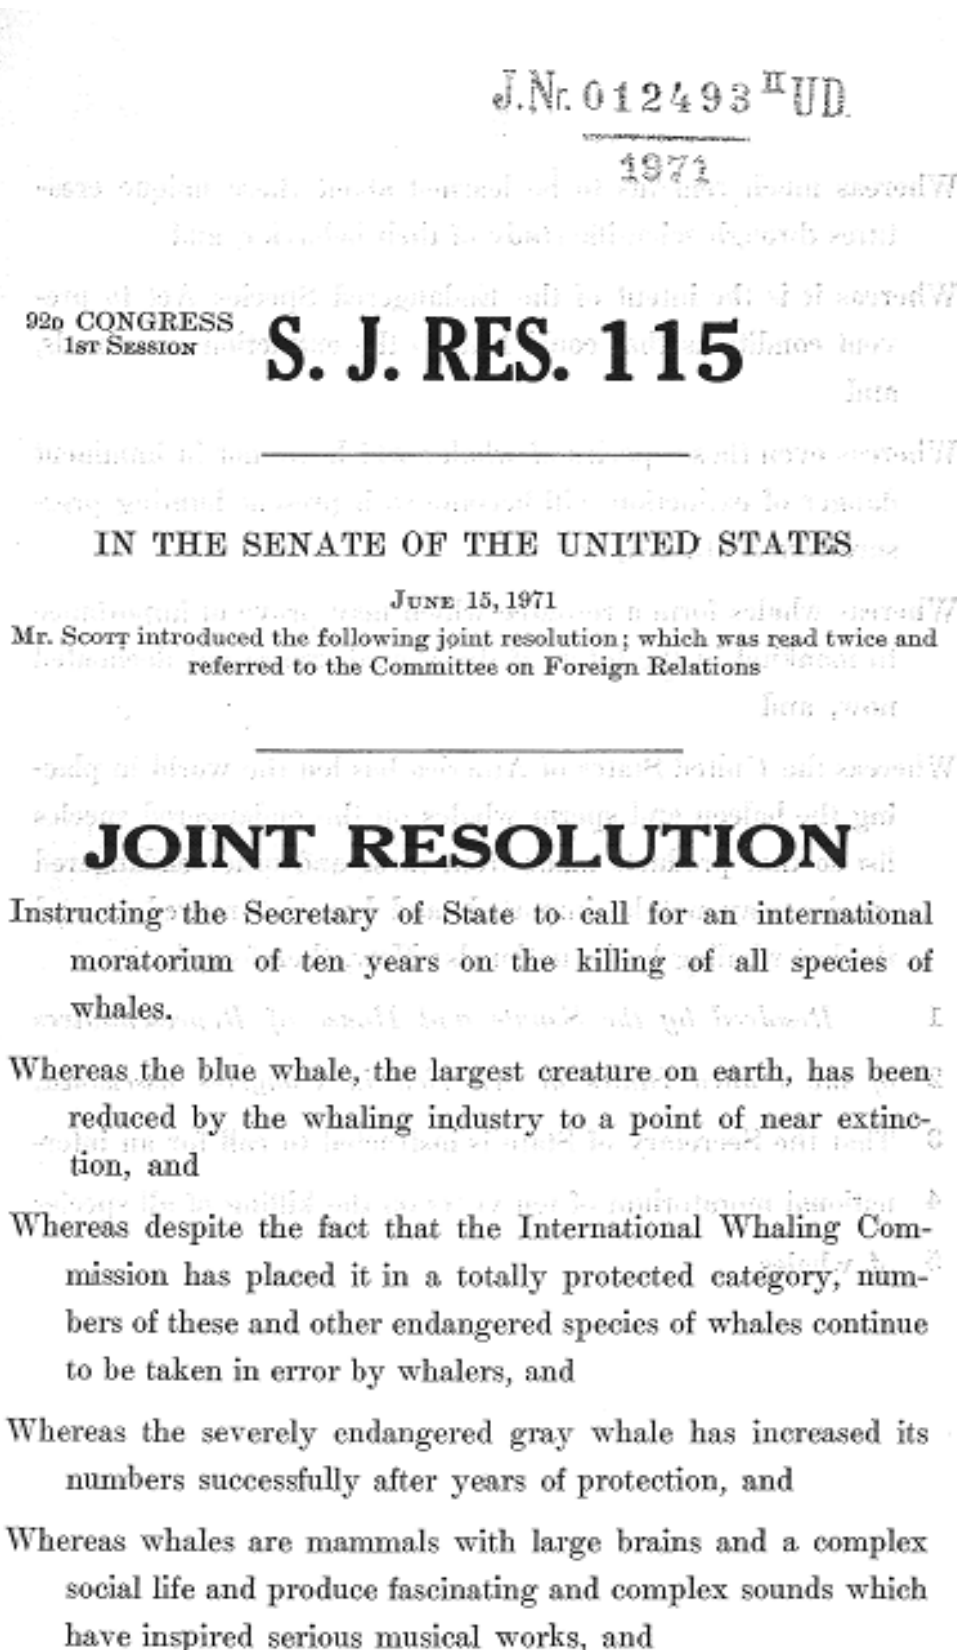 J.Nr. 012493 II UD.
1971
92D CONGRESS
1ST SESSION
S. J. RES. 115
IN THE SENATE OF THE UNITED STATES
JUNE 15, 1971
Mr. SCOTT introduced the following joint resolution; which was read twice and
referred to the Committee on Foreign Relations
JOINT RESOLUTION
Instructing the Secretary of State to call for an international
moratorium of ten years on the killing of all species of
whales.
Whereas the blue whale, the largest creature on earth, has been
reduced by the whaling industry to a point of near extinc-
tion, and
Whereas despite the fact that the International Whaling Com-
mission has placed it in a totally protected category, num-
bers of these and other endangered species of whales continue
to be taken in error by whalers, and
Whereas the severely endangered gray whale has increased its
numbers successfully after years of protection, and
Whereas whales are mammals with large brains and a complex
social life and produce fascinating and complex sounds which
have inspired serious musical works, and